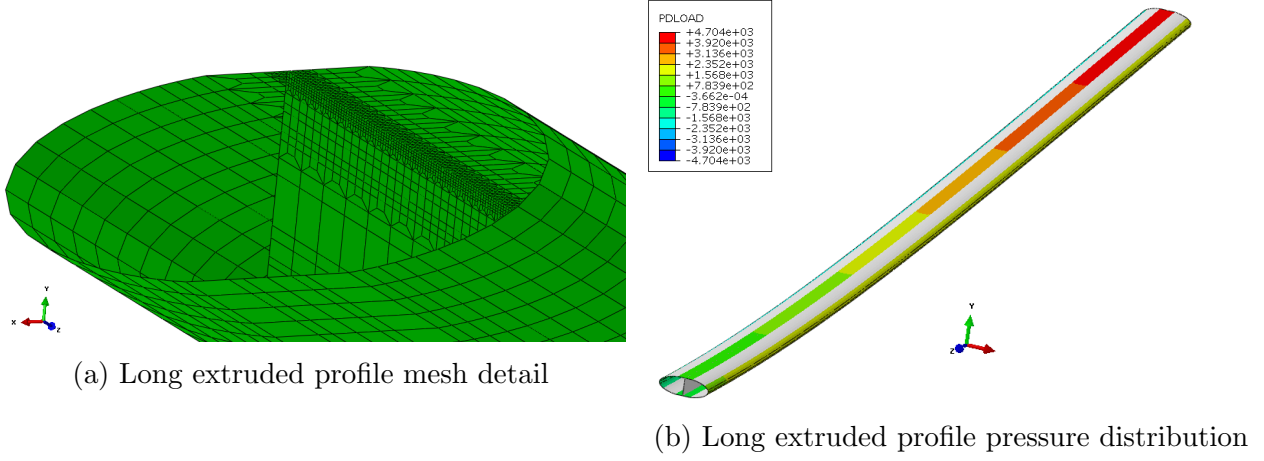 PDLOAD
+4.704e+03
+3.920e+03
+3.136e+03
+2.352e+03
+1.568e+03
+7.839e+02
-3.662e-04
-7.839e+02
-1.568e+03
-2.352e+03
-3.136e+03
-3.920e+03
-4.704e+03
Y
X
Z
(a) Long extruded profile mesh detail
Y
Z
(b) Long extruded profile pressure distribution